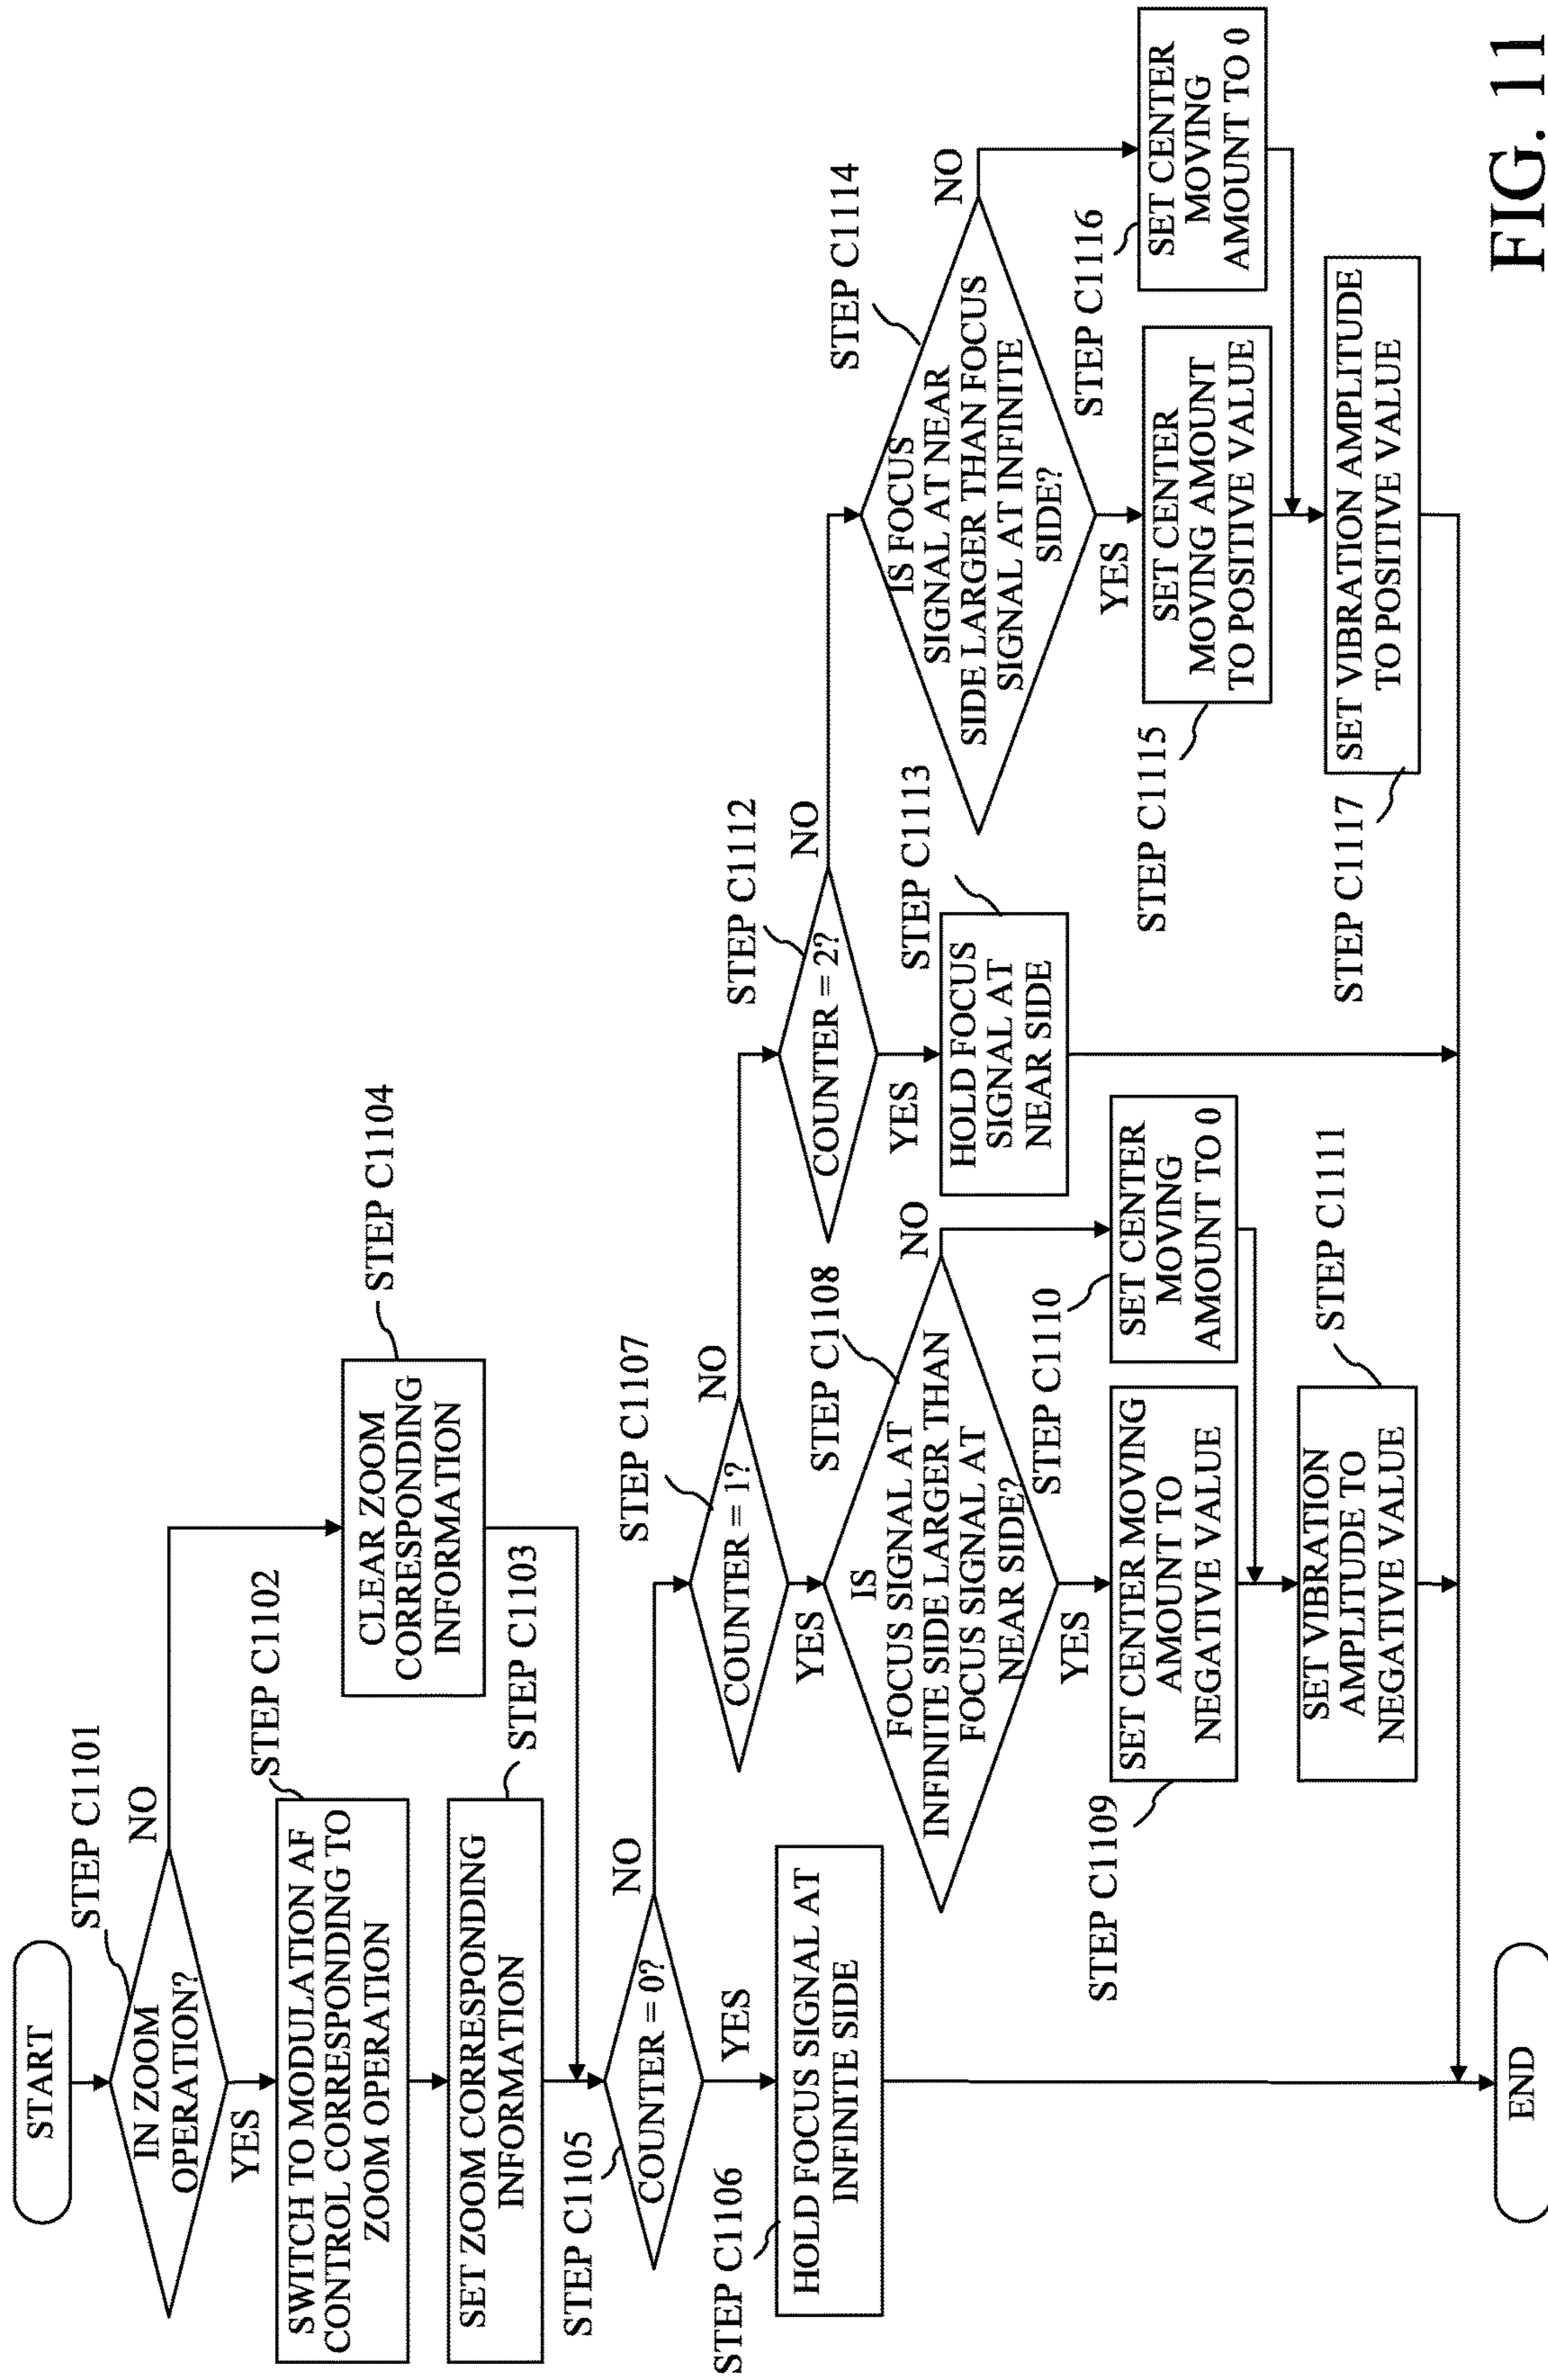 START
STEP C1101
IN ZOOM
OPERATION?
NO
YES
STEP C1102
SWITCH TO MODULATION AF
CONTROL CORRESPONDING TO
ZOOM OPERATION
STEP C1103
SET ZOOM CORRESPONDING
INFORMATION
STEP C1104
CLEAR ZOOM
CORRESPONDING
INFORMATION
STEP C1105
COUNTER = 0?
NO
YES
STEP C1106
HOLD FOCUS SIGNAL AT
INFINITE SIDE
STEP C1107
COUNTER = 1?
NO
YES
STEP C1108
IS
FOCUS SIGNAL AT
INFINITE SIDE LARGER THAN
FOCUS SIGNAL AT
NEAR SIDE?
NO
YES
STEP C1109
SET CENTER MOVING
AMOUNT TO
NEGATIVE VALUE
STEP C1110
SET CENTER
MOVING
AMOUNT TO 0
STEP C1111
SET VIBRATION
AMPLITUDE TO
NEGATIVE VALUE
STEP C1112
COUNTER = 2?
NO
YES
STEP C1113
HOLD FOCUS
SIGNAL AT
NEAR SIDE
STEP C1114
IS FOCUS
SIGNAL AT NEAR
SIDE LARGER THAN FOCUS
SIGNAL AT INFINITE
SIDE?
NO
YES
STEP C1115
SET CENTER
MOVING AMOUNT
TO POSITIVE VALUE
STEP C1116
SET CENTER
MOVING
AMOUNT TO 0
STEP C1117
SET VIBRATION AMPLITUDE
TO POSITIVE VALUE
END
FIG. 11